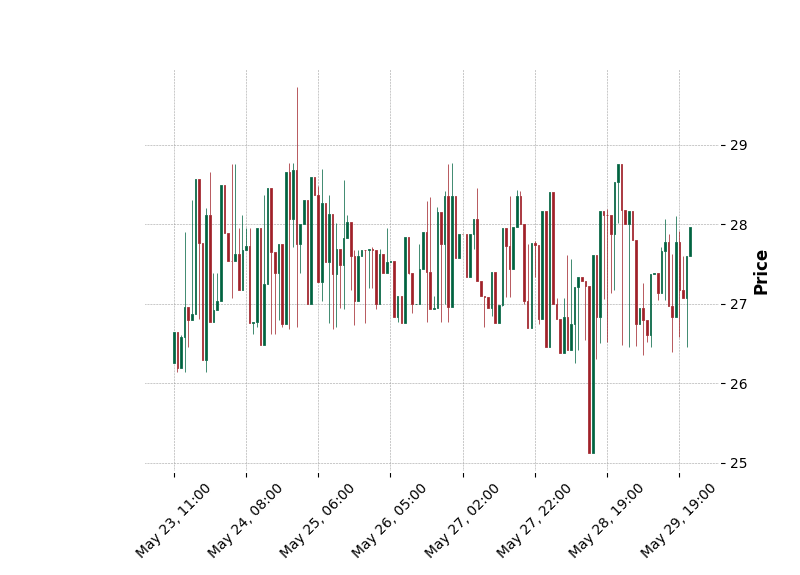 29
28
27
26
25
Price
May 23, 11:00
May 24, 08:00
May 25, 06:00
May 26, 05:00
May 27, 02:00
May 27, 22:00
May 28, 19:00
May 29, 19:00